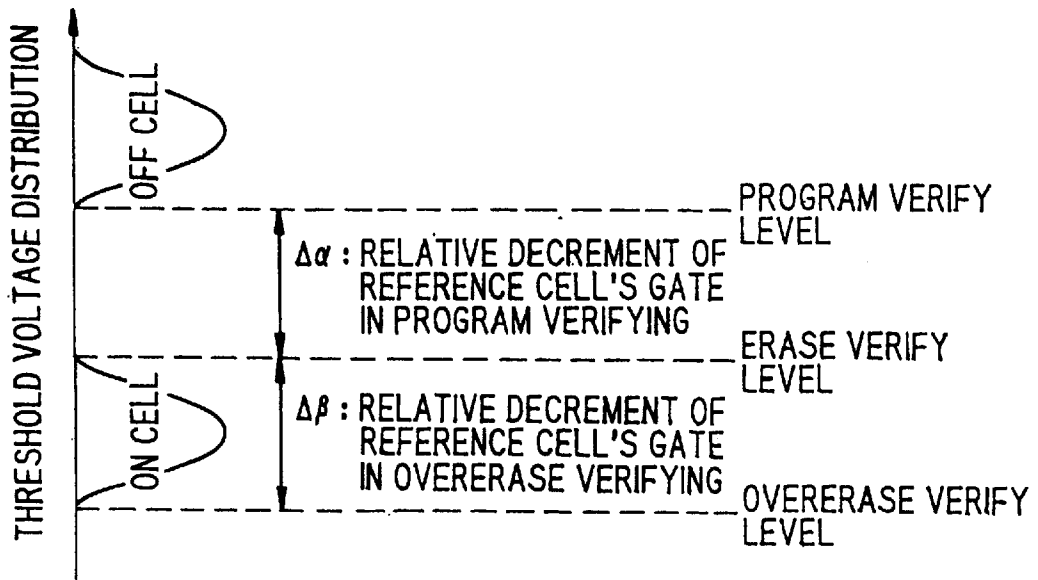 THRESHOLD VOLTAGE DISTRIBUTION
OFF CELL
PROGRAM VERIFY
LEVEL
Δα : RELATIVE DECREMENT OF
REFERENCE CELL'S GATE
IN PROGRAM VERIFYING
ERASE VERIFY
LEVEL
ON CELL
Δβ : RELATIVE DECREMENT OF
REFERENCE CELL'S GATE
IN OVERERASE VERIFYING
OVERERASE VERIFY
LEVEL